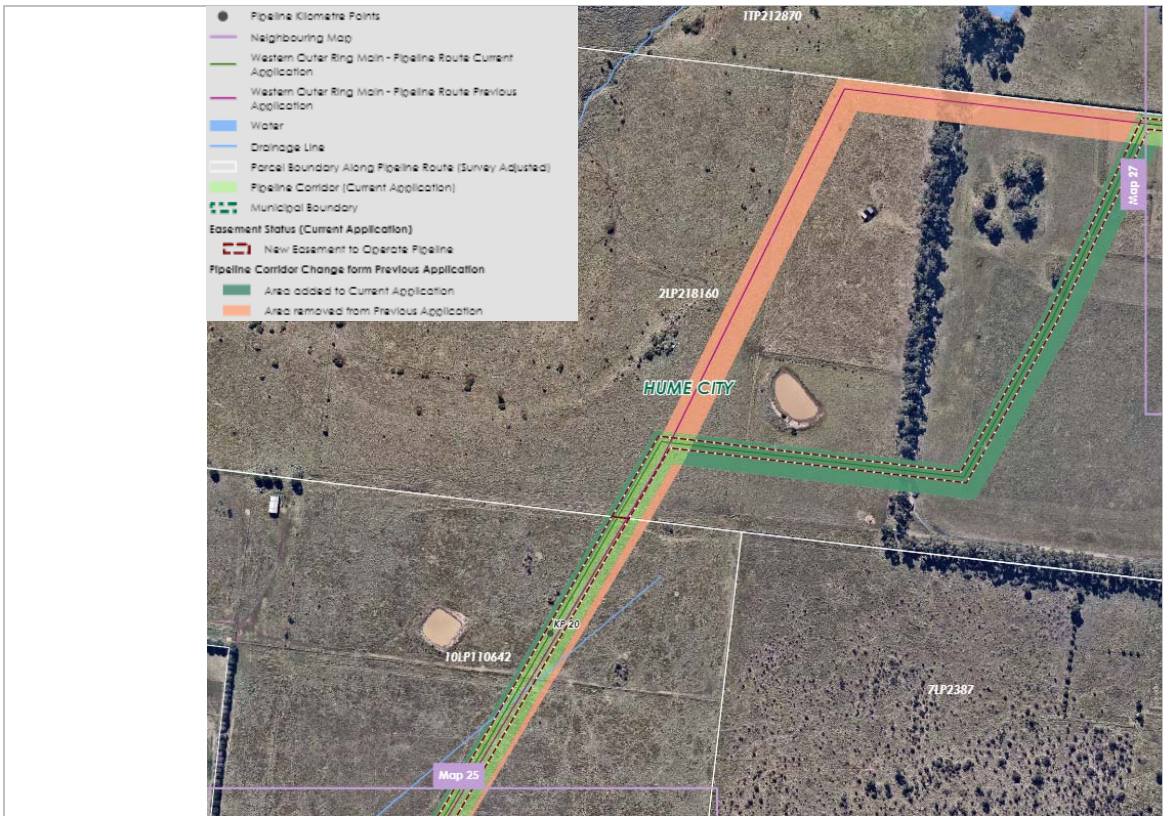 Pipeline Kilometre Points
Neighbouring Map
Western Outer Ring Main - Pipeline Route Current
Application
Western Outer Ring Main - Pipeline Route Previous
Application
Water
Drainage Line
Parcel Boundary Along Pipeline Route (Survey Adjusted)
Pipeline Corridor (Current Application)
Municipal Boundary
Easement Status (Current Application)
New Easement to Operate Pipeline
Pipeline Corridor Change form Previous Application
Area added to Current Application
Area removed from Previous Application
1TP212870
Map 27
2LP218160
HUME CITY
KP 20
10LP110642
7LP2387
Map 25